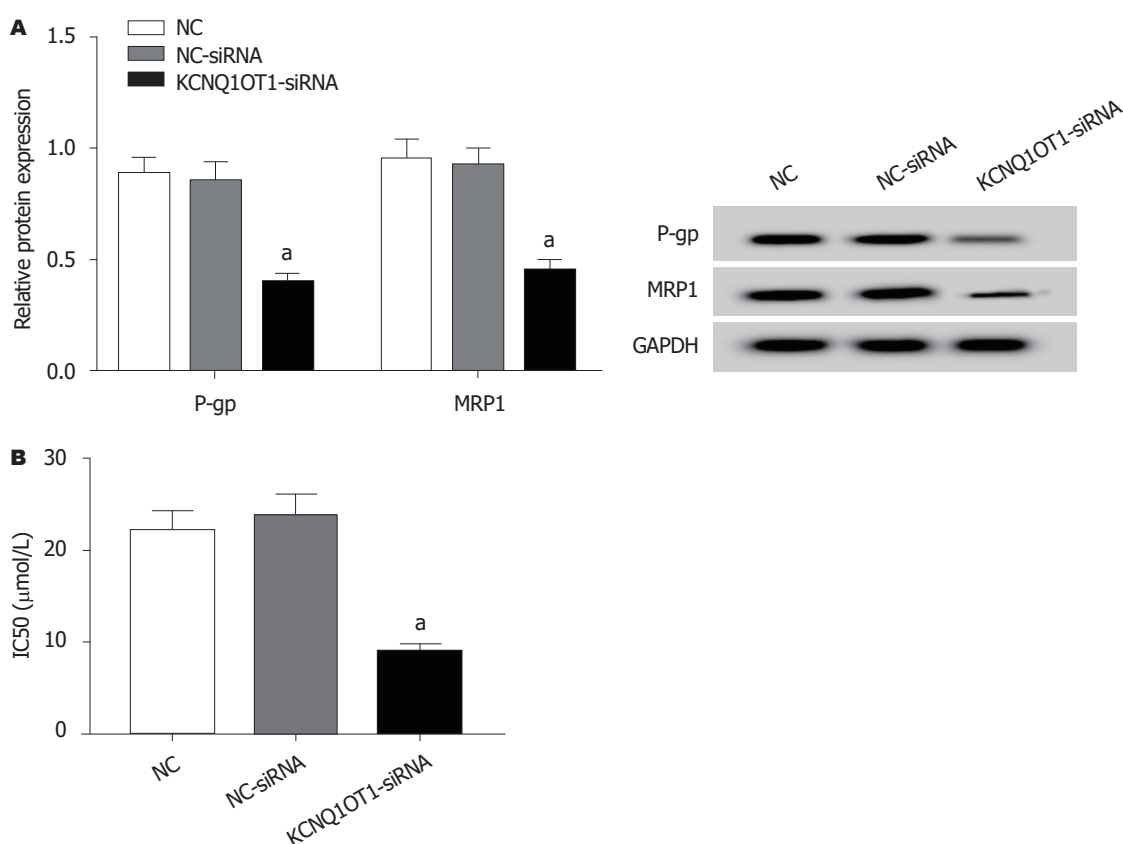 A
1.5
1.0
0.5
0.0
Relative protein expression
NC
NC-siRNA
KCNQ1OT1-siRNA
a
a
P-gp
MRP1
NC
NC-siRNA
KCNQ1OT1-siRNA
P-gp
MRP1
GAPDH
B
30
20
10
0
IC50 (μmol/L)
a
NC
NC-siRNA
KCNQ1OT1-siRNA